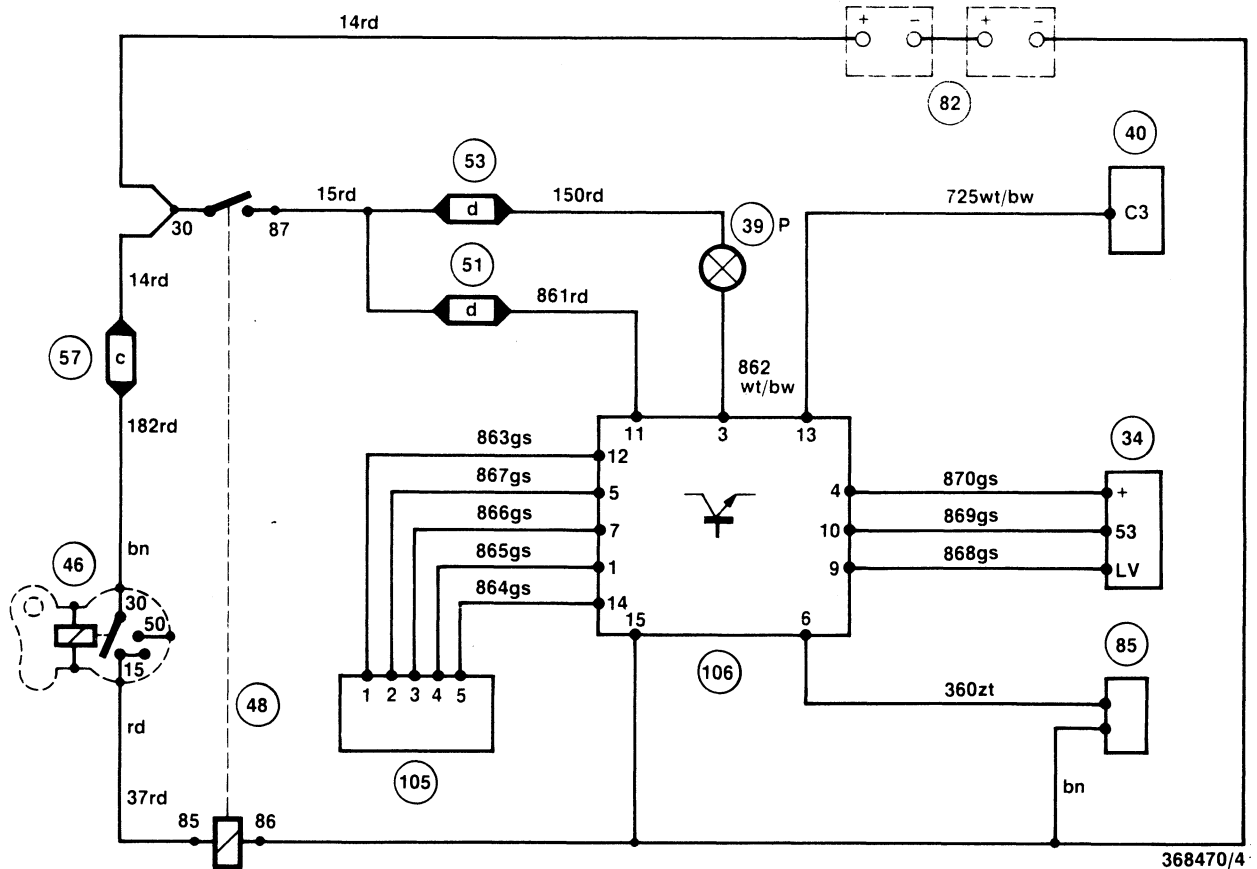 14rd
+ - + -
82
40
53
15rd
d
150rd
725wt/bw
C3
30
87
39 P
51
14rd
d
861rd
57
c
862
wt/bw
182rd
11 3 13
34
863gs
12
867gs
5
4
870gs
+
866gs
7
10
869gs
53
865gs
1
9
868gs
LV
864gs
14
bn
46
30
50
15
15
6
85
106
360zt
1 2 3 4 5
48
rd
105
bn
37rd
85
86
368470/4